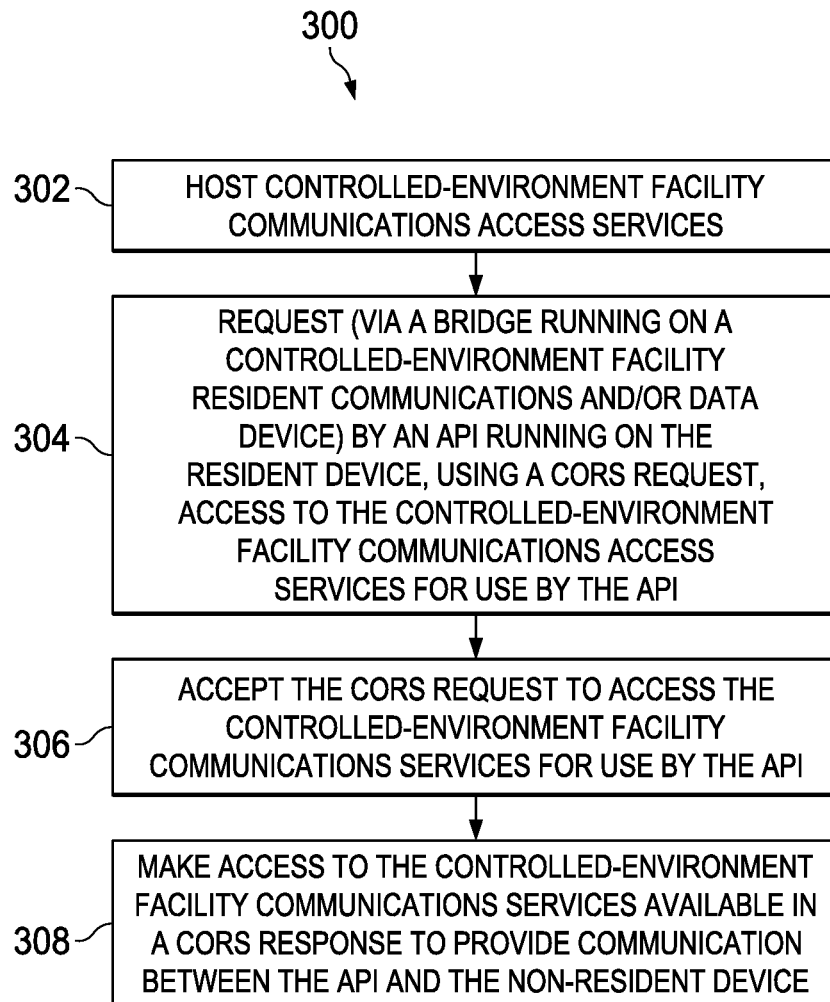 300
302
HOST CONTROLLED-ENVIRONMENT FACILITY
COMMUNICATIONS ACCESS SERVICES
304
REQUEST (VIA A BRIDGE RUNNING ON A
CONTROLLED-ENVIRONMENT FACILITY
RESIDENT COMMUNICATIONS AND/OR DATA
DEVICE) BY AN API RUNNING ON THE
RESIDENT DEVICE, USING A CORS REQUEST,
ACCESS TO THE CONTROLLED-ENVIRONMENT
FACILITY COMMUNICATIONS ACCESS
SERVICES FOR USE BY THE API
306
ACCEPT THE CORS REQUEST TO ACCESS THE
CONTROLLED-ENVIRONMENT FACILITY
COMMUNICATIONS SERVICES FOR USE BY THE API
308
MAKE ACCESS TO THE CONTROLLED-ENVIRONMENT
FACILITY COMMUNICATIONS SERVICES AVAILABLE IN
A CORS RESPONSE TO PROVIDE COMMUNICATION
BETWEEN THE API AND THE NON-RESIDENT DEVICE